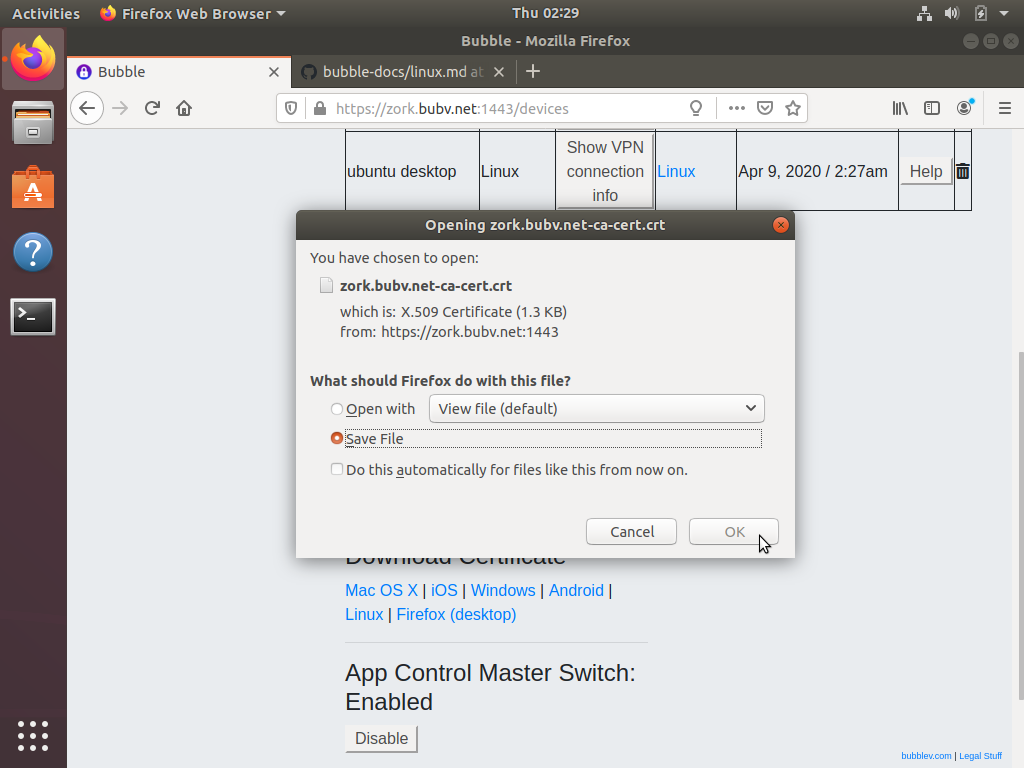 Activities
Firefox Web Browser
Thu 02:29
Bubble - Mozilla Firefox
Bubble
bubble-docs/linux.md at
https://zork.bubv.net:1443/devices
ubuntu desktop
Linux
Show VPN
connection
info
Linux
Apr 9, 2020 / 2:27am
Help
Opening zork.bubv.net-ca-cert.crt
You have chosen to open:
zork.bubv.net-ca-cert.crt
which is: X.509 Certificate (1.3 KB)
from: https://zork.bubv.net:1443
What should Firefox do with this file?
Open with
View file (default)
Save File
Do this automatically for files like this from now on.
Cancel
OK
Download Certificate
Mac OS X | iOS | Windows | Android |
Linux | Firefox (desktop)
App Control Master Switch:
Enabled
Disable
bubblev.com | Legal Stuff